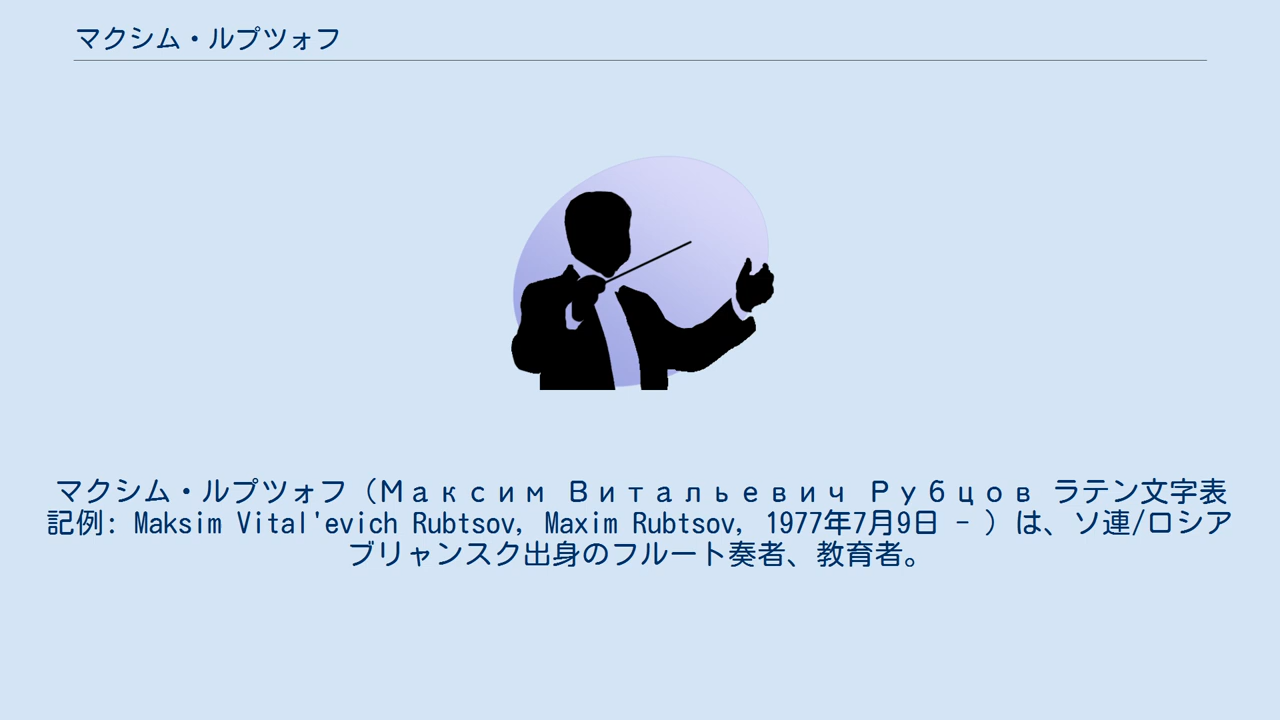 マクシム・ルプツォフ
マクシム・ルプツォフ（Максим Витальевич Рубцов ラテン文字表
記例: Maksim Vital'evich Rubtsov, Maxim Rubtsov, 1977年7月9日 - ）は、ソ連/ロシア
ブリャンスク出身のフルート奏者、教育者。